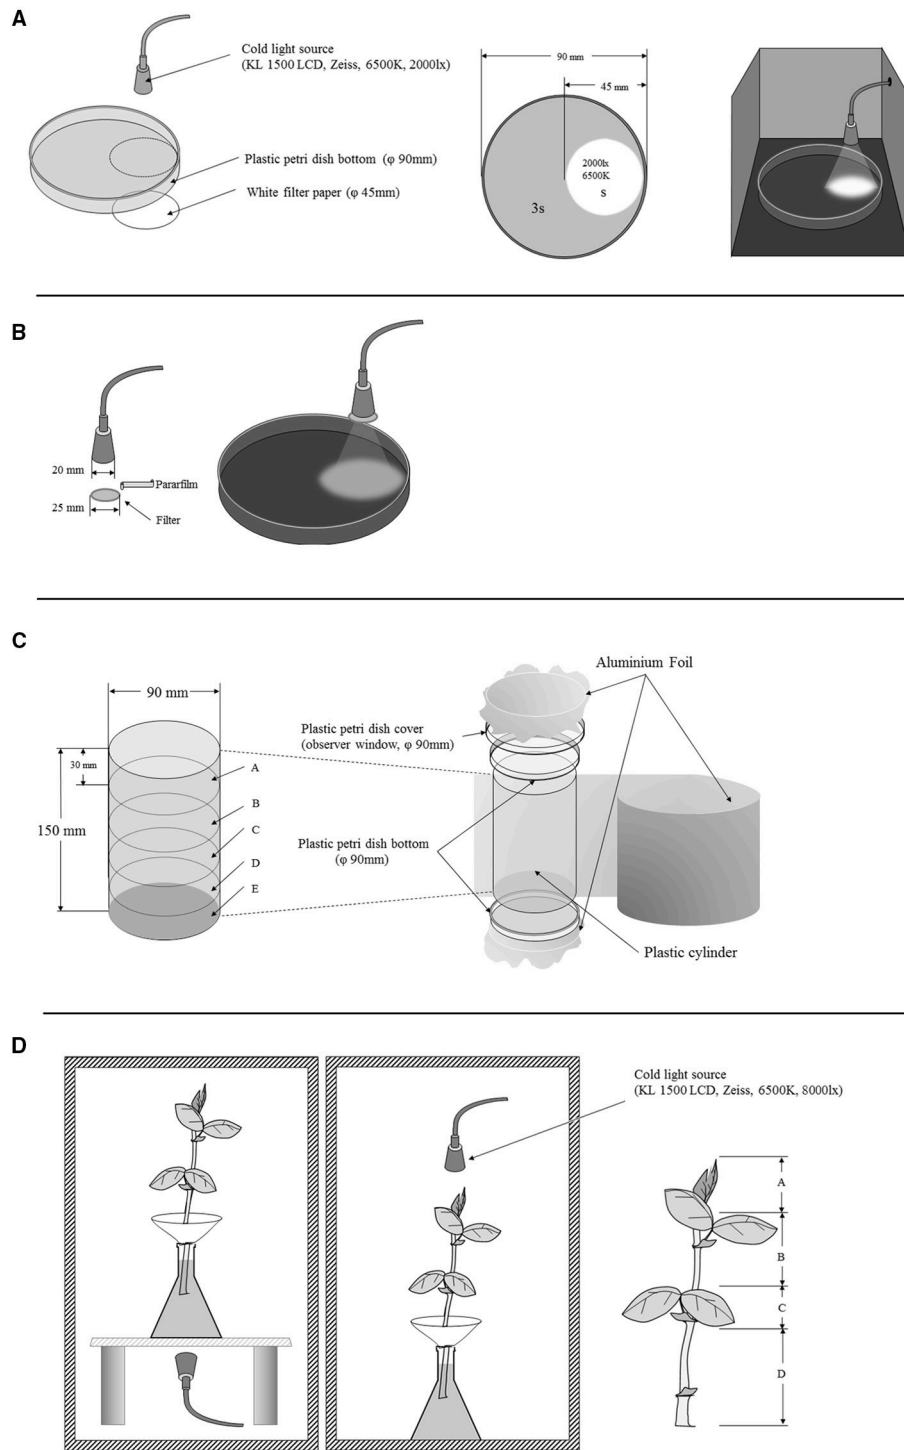 A
Cold light source
(KL 1500 LCD, Zeiss, 6500K, 2000lx)
Plastic petri dish bottom (φ 90mm)
White filter paper (φ 45mm)
90 mm
45 mm
2000lx
6500K
s
3s
B
20 mm
Pararfilm
25 mm
Filter
C
90 mm
30 mm
150 mm
A
B
C
D
E
Aluminium Foil
Plastic petri dish cover
(observer window, φ 90mm)
Plastic petri dish bottom
(φ 90mm)
Plastic cylinder
D
Cold light source
(KL 1500 LCD, Zeiss, 6500K, 8000lx)
A
B
C
D